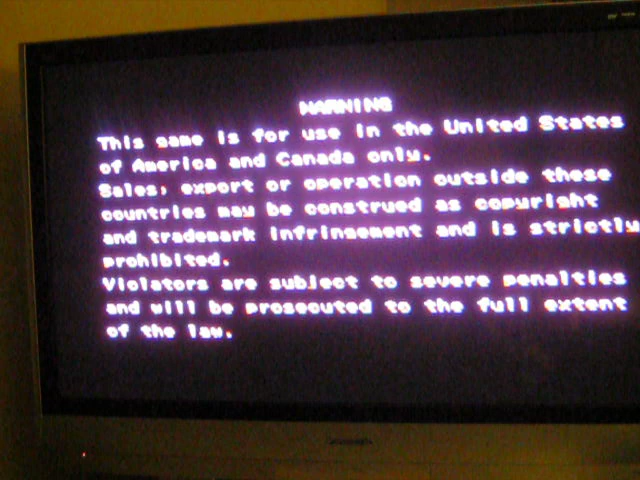 WARNING
This game is for use in the United States
of America and Canada only.
Sales, export or operation outside these
countries may be construed as copyright
and trademark infringement and is strictly
prohibited.
Violators are subject to severe penalties
and will be prosecuted to the full extent
of the law.